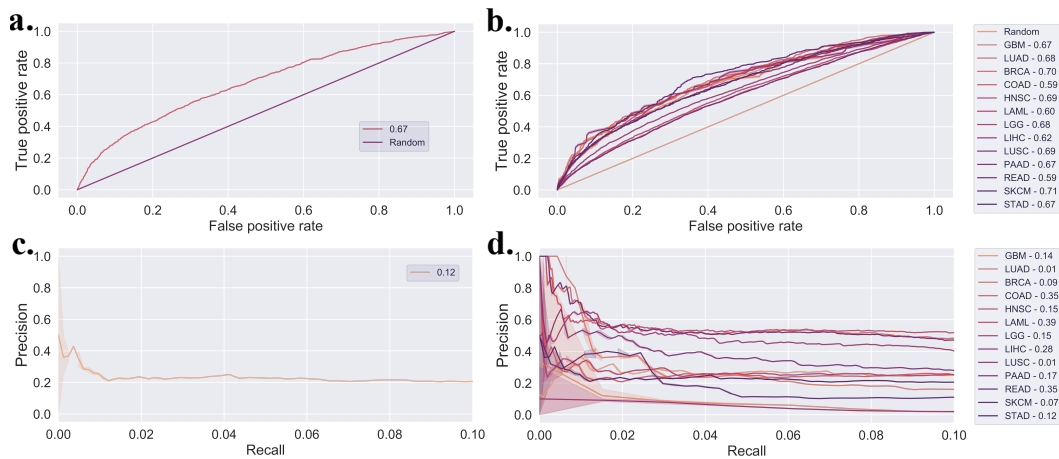 a.
True positive rate
1.0
0.8
0.6
0.4
0.2
0.0
0.0 0.2 0.4 0.6 0.8 1.0
False positive rate
0.67
Random
b.
True positive rate
1.0
0.8
0.6
0.4
0.2
0.0
0.0 0.2 0.4 0.6 0.8 1.0
False positive rate
Random
GBM - 0.67
LUAD - 0.68
BRCA - 0.70
COAD - 0.59
HNSC - 0.69
LAML - 0.60
LGG - 0.68
LIHC - 0.62
LUSC - 0.69
PAAD - 0.67
READ - 0.59
SKCM - 0.71
STAD - 0.67
c.
Precision
1.0
0.8
0.6
0.4
0.2
0.0
0.00 0.02 0.04 0.06 0.08 0.10
Recall
0.12
d.
Precision
1.0
0.8
0.6
0.4
0.2
0.0
0.00 0.02 0.04 0.06 0.08 0.10
Recall
GBM - 0.14
LUAD - 0.01
BRCA - 0.09
COAD - 0.35
HNSC - 0.15
LAML - 0.39
LGG - 0.15
LIHC - 0.28
LUSC - 0.01
PAAD - 0.17
READ - 0.35
SKCM - 0.07
STAD - 0.12